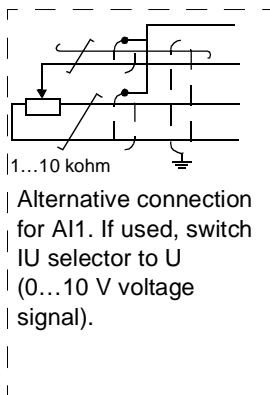 1…10 kohm
Alternative connection
for AI1. If used, switch
IU selector to U
(0…10 V voltage
signal).